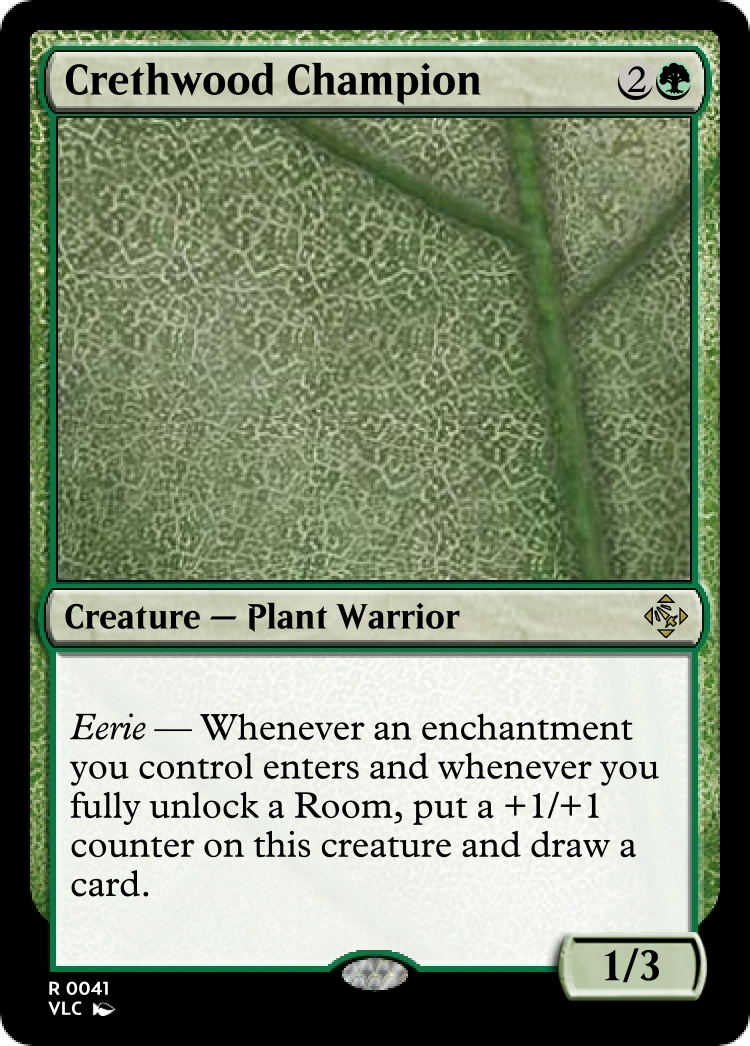 Crethwood Champion 2
Creature — Plant Warrior
Eerie — Whenever an enchantment
you control enters and whenever you
fully unlock a Room, put a +1/+1
counter on this creature and draw a
card.
1/3
R 0041
VLC